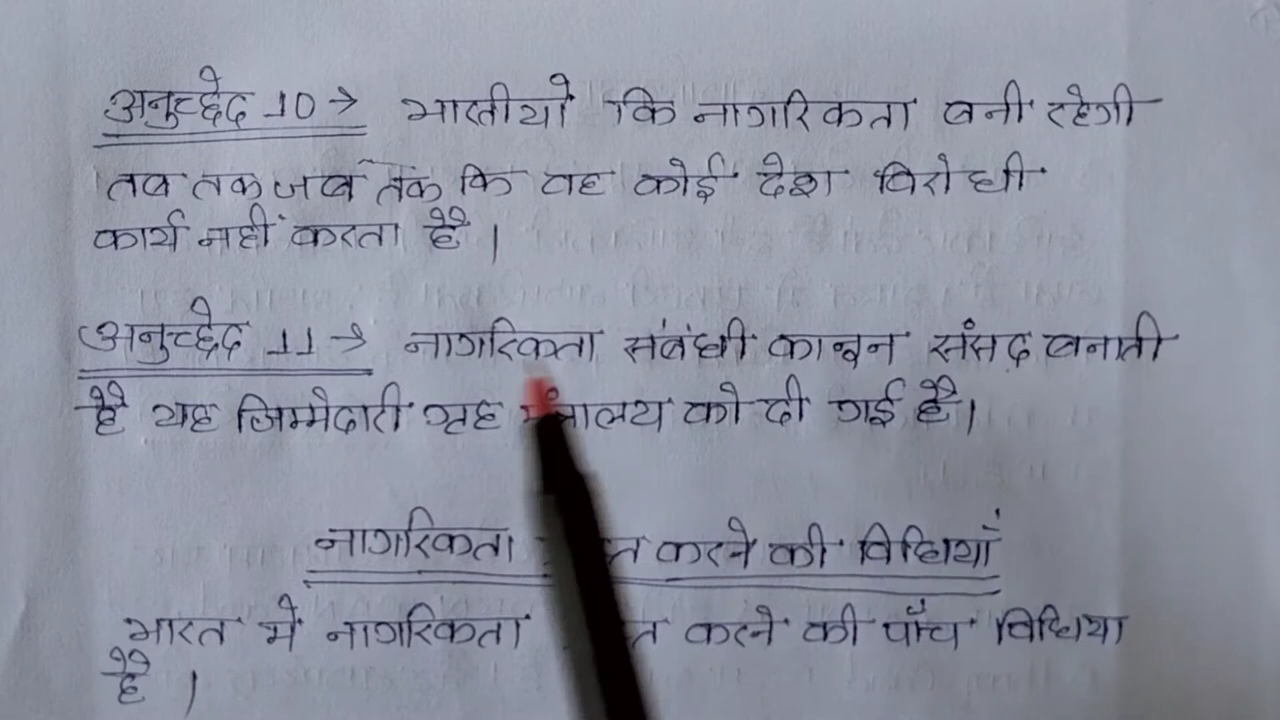 अनुच्छेद 10 → भारतीयों कि नागरिकता बनी रहेगी
तब तक जब तक कि वह कोई देश विरोधी
कार्य नहीं करता है।
अनुच्छेद 11 → नागरिकता संबंधी कानून संसद बनाती
है यह जिम्मेदारी गृह मंत्रालय को दी गई है।
नागरिकता करने की विधियाँ
भारत में नागरिकता करने की पाँच विधिया
है।